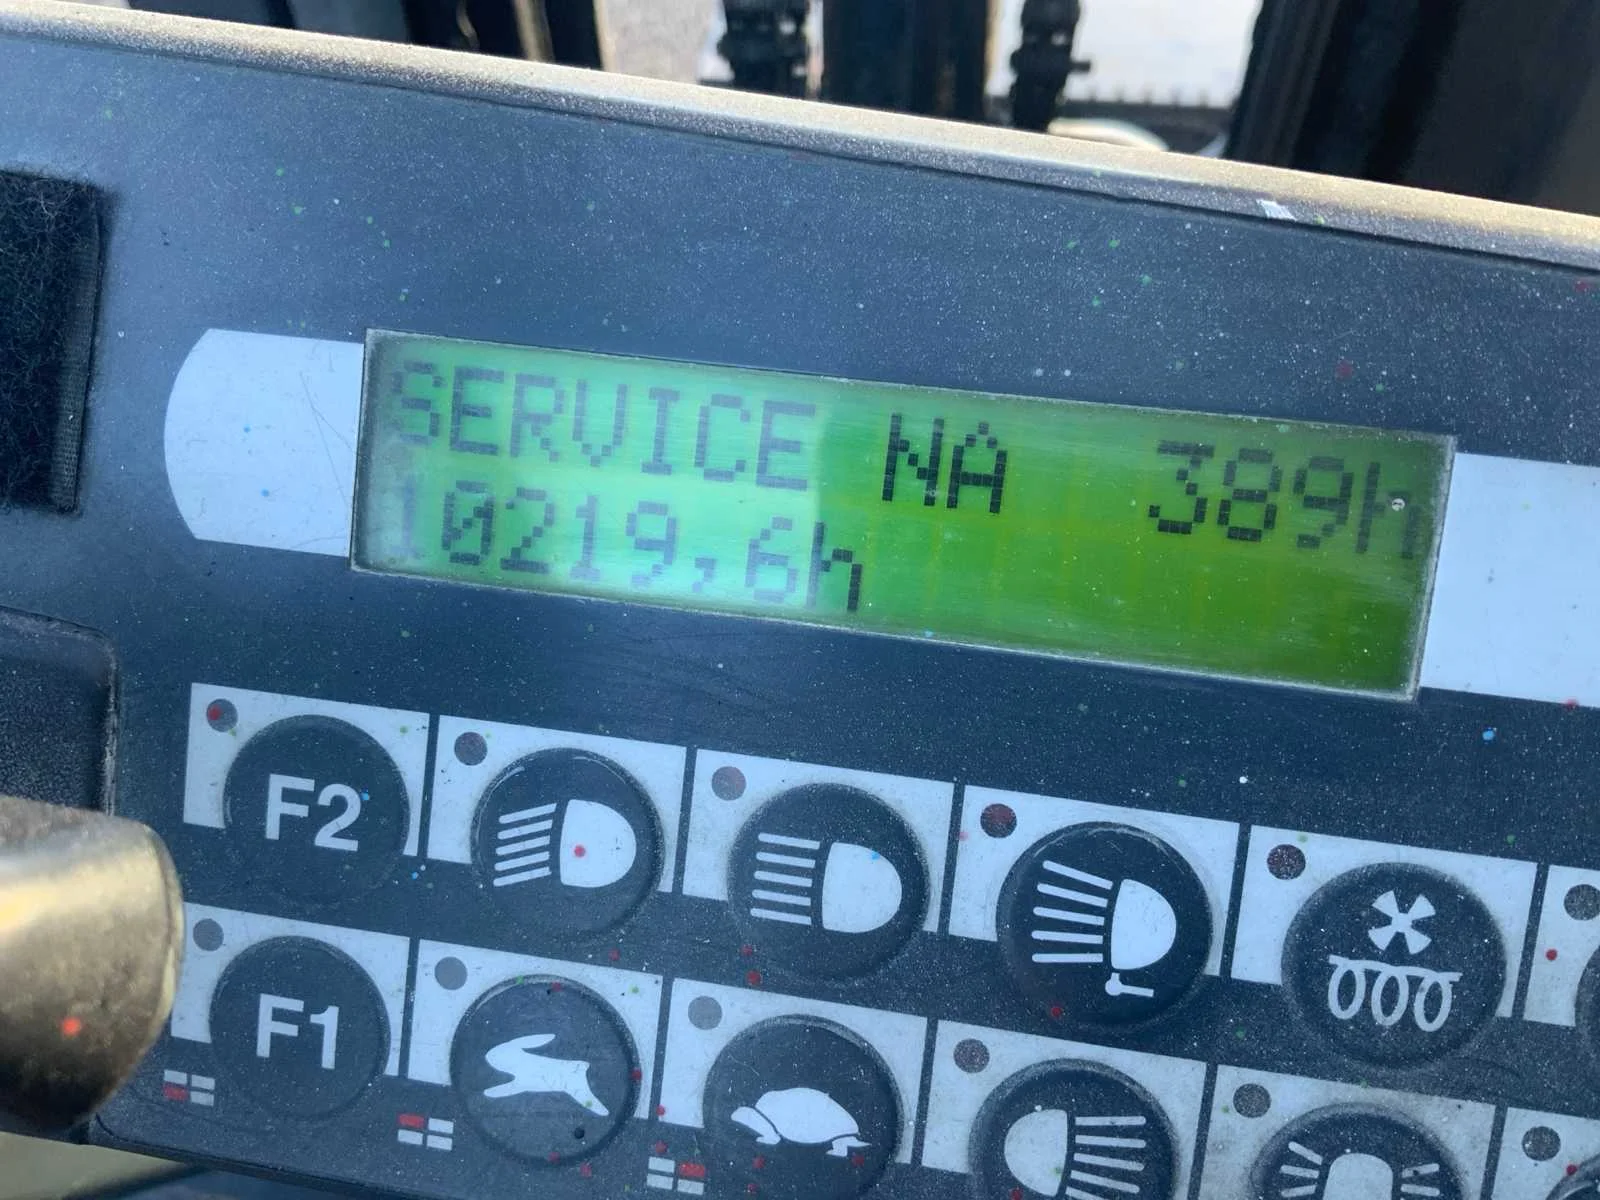 SERVICE NA 389h
10219,6h
F2
F1